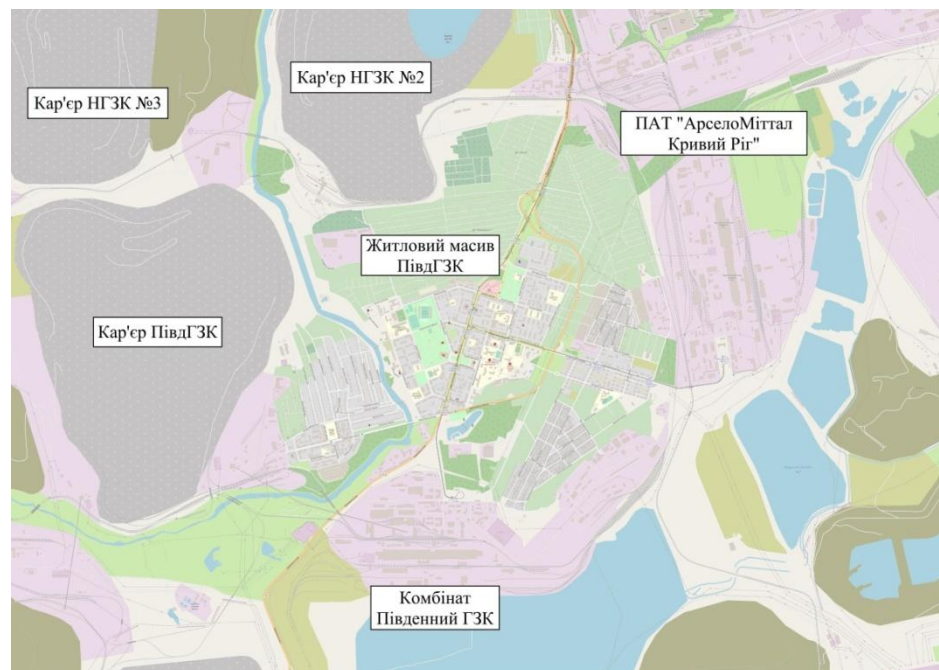 Кар'єр НГЗК №2
Кар'єр НГЗК №3
ПАТ "АрселоМіттал
Кривий Ріг"
Житловий масив
ПівдГЗК
Кар'єр ПівдГЗК
Комбінат
Південний ГЗК